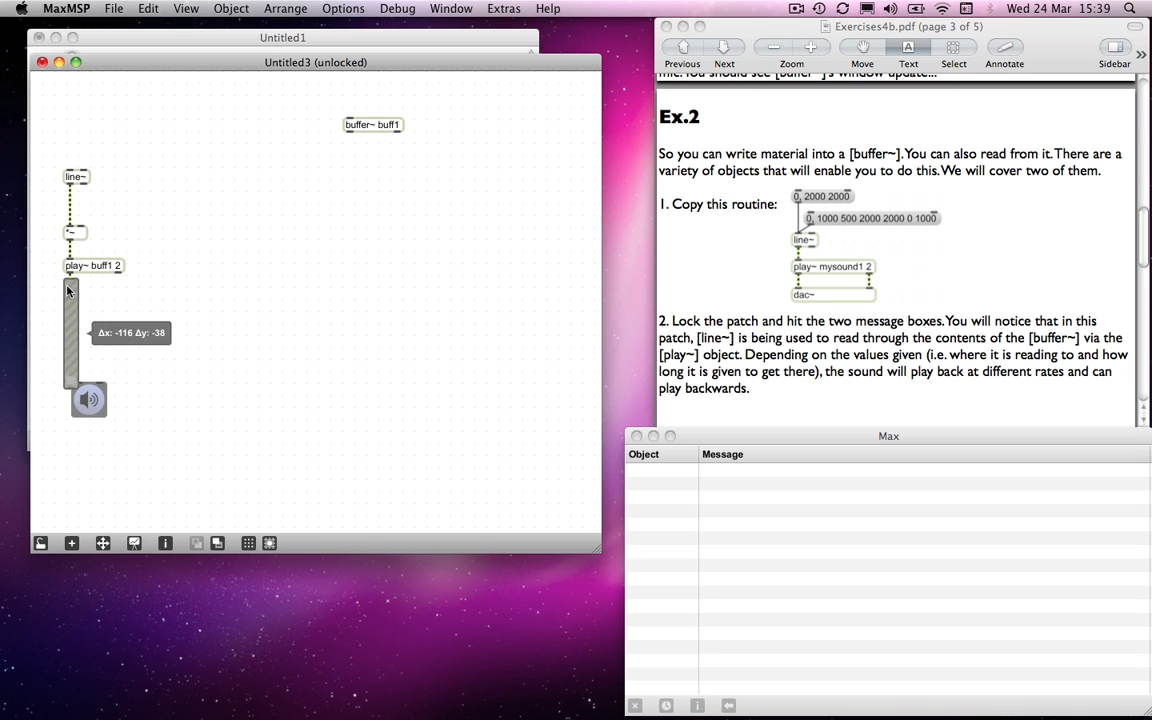 MaxMSP File Edit View Object Arrange Options Debug Window Extras Help Wed 24 Mar 15:39
Untitled1
Untitled3 (unlocked)
buffer~ buff1
line~
*~
play~ buff1 2
Δx: -116 Δy: -38
Exercises4b.pdf (page 3 of 5)
Previous Next Zoom Move Text Select Annotate Sidebar
mic. You should see [buffer~]'s window update...
Ex.2
So you can write material into a [buffer~]. You can also read from it. There are a
variety of objects that will enable you to do this. We will cover two of them.
1. Copy this routine:
0, 2000 2000
0, 1000 500 2000 2000 0 1000
line~
play~ mysound1 2
dac~
2. Lock the patch and hit the two message boxes. You will notice that in this
patch, [line~] is being used to read through the contents of the [buffer~] via the
[play~] object. Depending on the values given (i.e. where it is reading to and how
long it is given to get there), the sound will play back at different rates and can
play backwards.
Max
Object Message